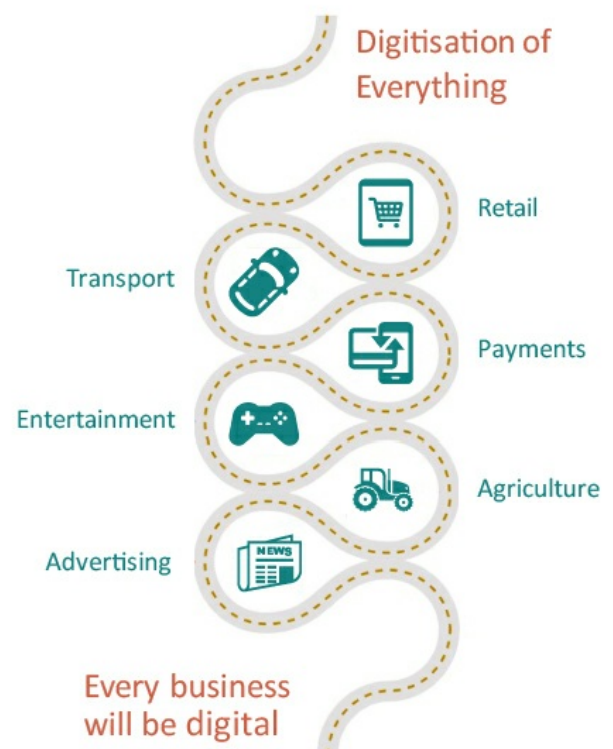 Digitisation of
Everything
Retail
Transport
Payments
Entertainment
Agriculture
NEWS
Advertising
Every business
will be digital